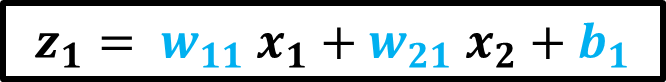 z₁ = w₁₁ x₁ + w₂₁ x₂ + b₁